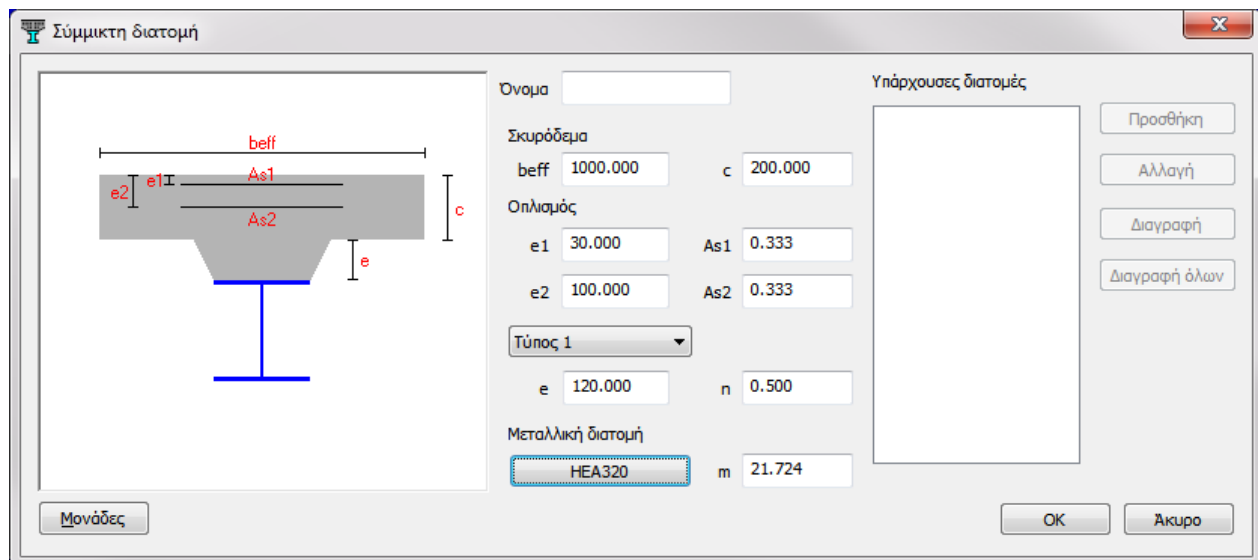 Σύμμικτη διατομή
beff
e1
As1
e2
As2
c
e
Όνομα
Σκυρόδεμα
beff 1000.000 c 200.000
Οπλισμός
e1 30.000 As1 0.333
e2 100.000 As2 0.333
Τύπος 1
e 120.000 n 0.500
Μεταλλική διατομή
HEA320 m 21.724
Υπάρχουσες διατομές
Προσθήκη
Αλλαγή
Διαγραφή
Διαγραφή όλων
Μονάδες
OK Άκυρο